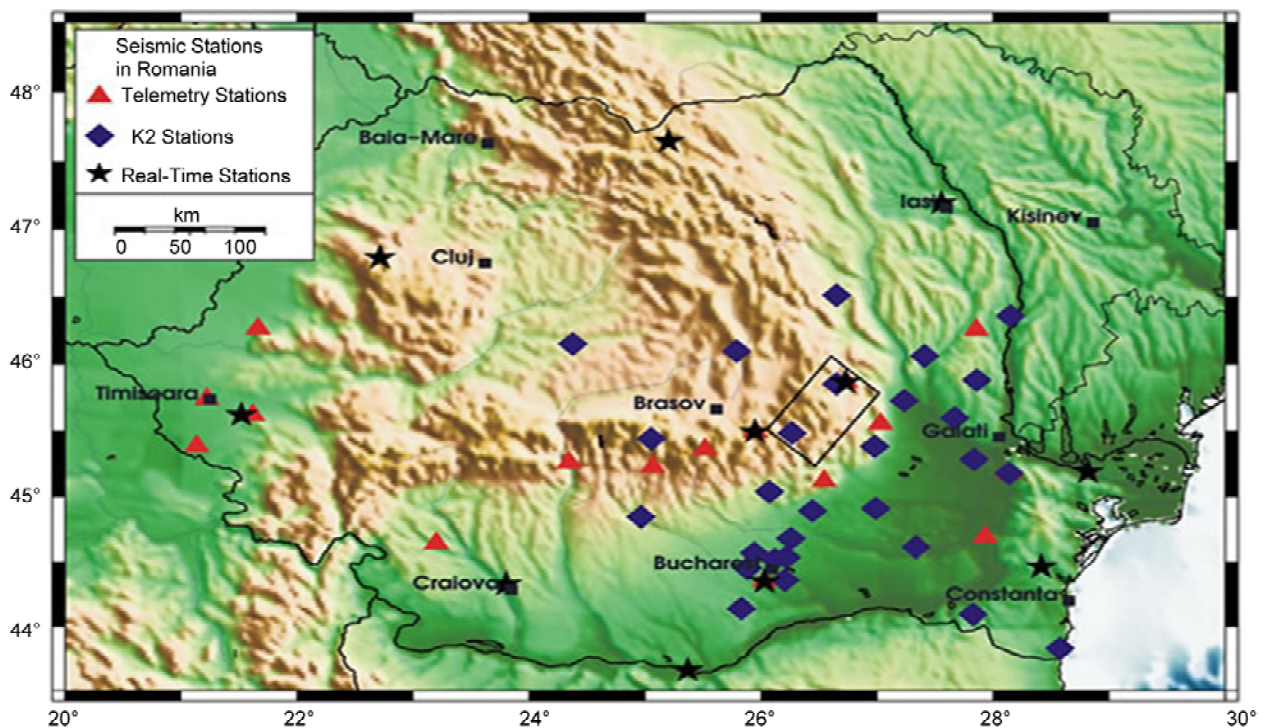 Seismic Stations
in Romania
Telemetry Stations
K2 Stations
Real-Time Stations
km
0 50 100
48°
47°
46°
45°
44°
Baia-Mare
Iasi
Kisinev
Cluj
Timisoara
Brasov
Galati
Bucharest
Craiova
Constanta
20° 22° 24° 26° 28° 30°